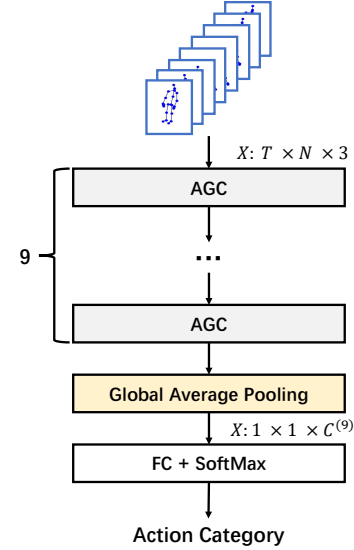 X: T × N × 3
AGC
...
9
AGC
Global Average Pooling
X: 1 × 1 × C⁽⁹⁾
FC + SoftMax
Action Category